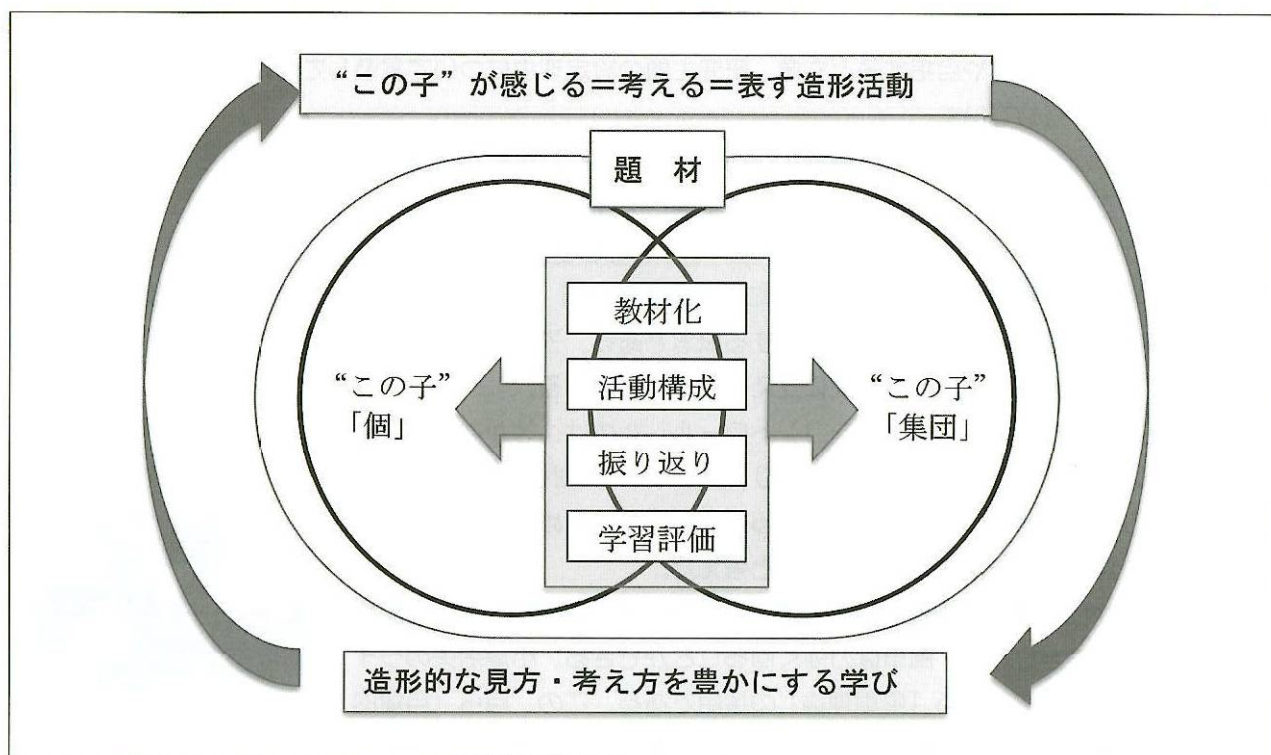 “この子”が感じる＝考える＝表す造形活動
題　材
教材化
活動構成
振り返り
学習評価
“この子”
「個」
“この子”
「集団」
造形的な見方・考え方を豊かにする学び